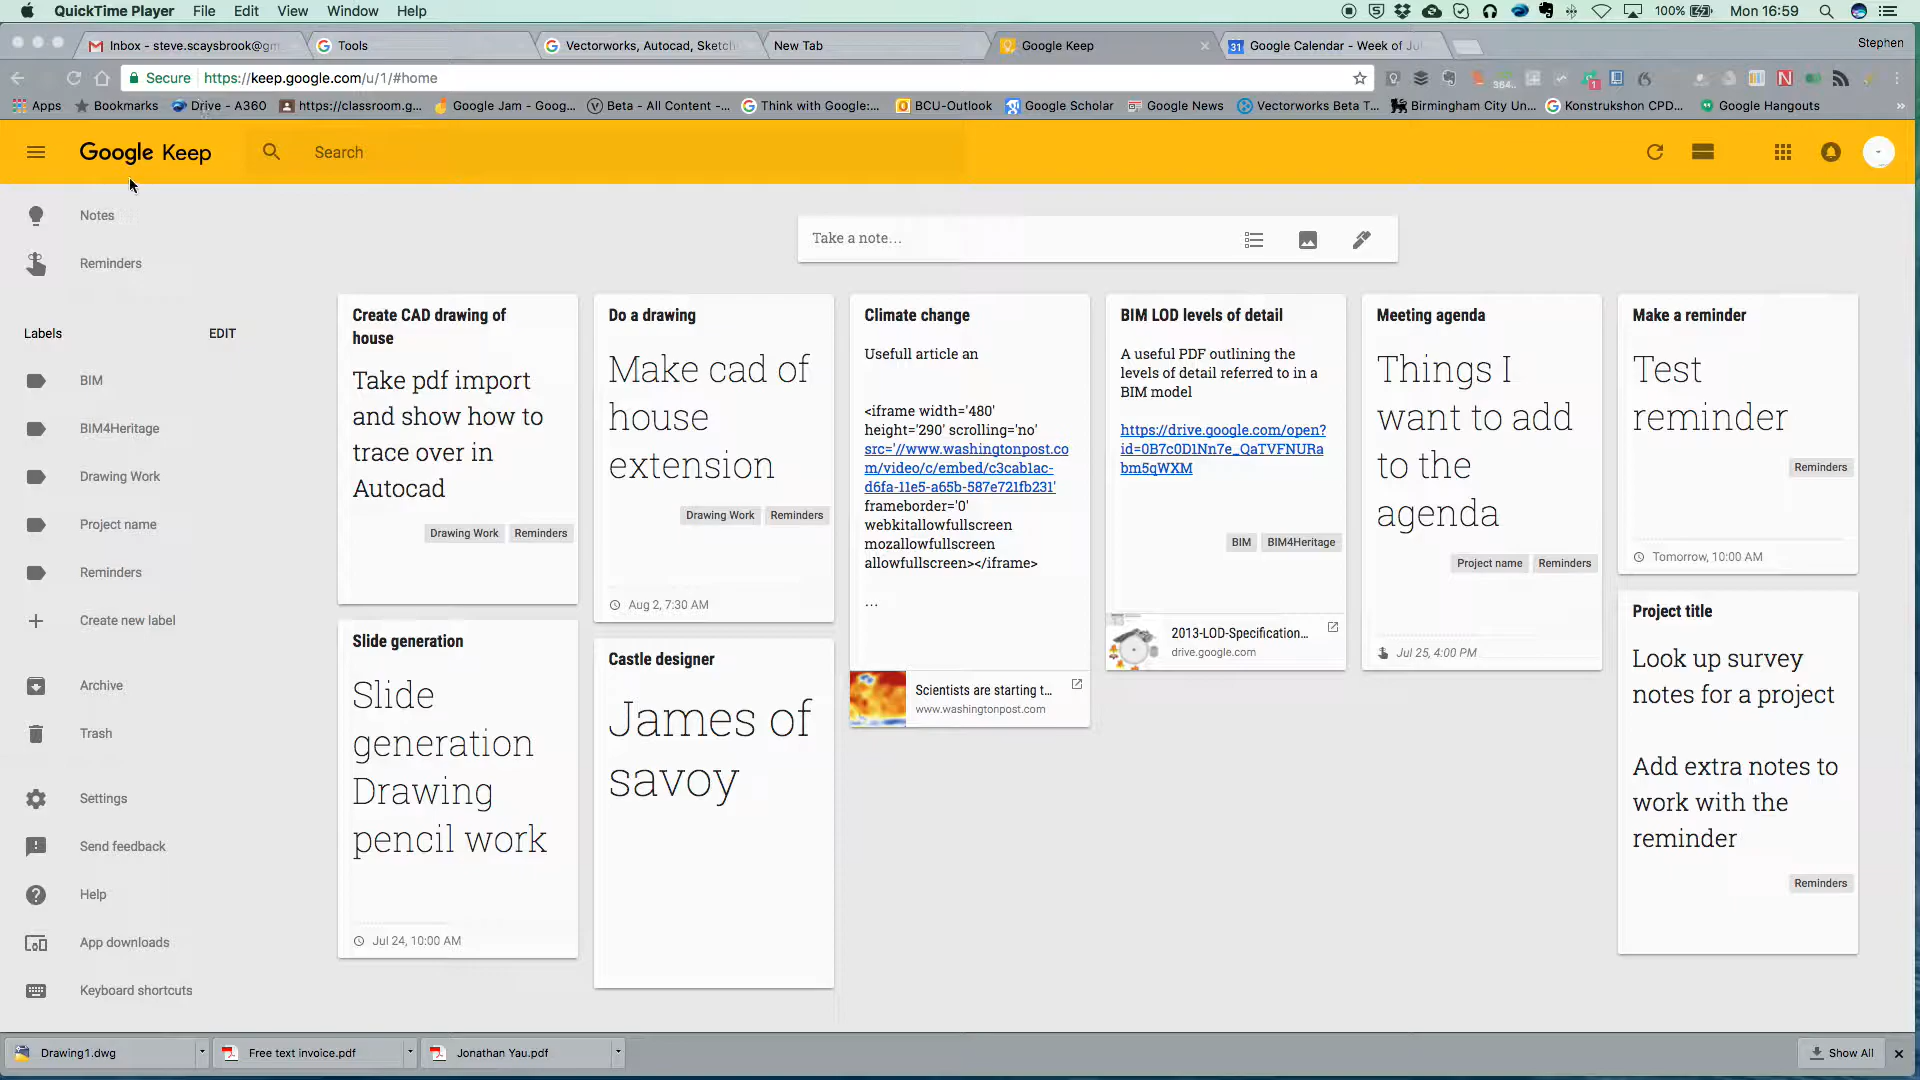 QuickTime Player File Edit View Window Help 100% Mon 16:59
Inbox - steve.scaysbrook@gm Tools Vectorworks, Autocad, Sketch New Tab Google Keep Google Calendar - Week of Ju Stephen
Secure https://keep.google.com/u/1/#home
Apps Bookmarks Drive - A360 https://classroom.g... Google Jam - Goog... Beta - All Content -... Think with Google:... BCU-Outlook Google Scholar Google News Vectorworks Beta T... Birmingham City Un... Konstrukshon CPD... Google Hangouts »
Google Keep Search
Notes
Reminders
Labels EDIT
BIM
BIM4Heritage
Drawing Work
Project name
Reminders
Create new label
Archive
Trash
Settings
Send feedback
Help
App downloads
Keyboard shortcuts
Take a note...
Create CAD drawing of
house
Take pdf import
and show how to
trace over in
Autocad
Drawing Work Reminders
Slide generation
Slide
generation
Drawing
pencil work
Jul 24, 10:00 AM
Do a drawing
Make cad of
house
extension
Drawing Work Reminders
Aug 2, 7:30 AM
Castle designer
James of
savoy
Climate change
Usefull article an
<iframe width='480'
height='290' scrolling='no'
src='//www.washingtonpost.co
m/video/c/embed/c3cab1ac-
d6fa-11e5-a65b-587e721fb231'
frameborder='0'
webkitallowfullscreen
mozallowfullscreen
allowfullscreen></iframe>
...
Scientists are starting t...
www.washingtonpost.com
BIM LOD levels of detail
A useful PDF outlining the
levels of detail referred to in a
BIM model
https://drive.google.com/open?
id=0B7c0D1Nn7e_QaTVFNURa
bm5qWXM
BIM BIM4Heritage
2013-LOD-Specification...
drive.google.com
Meeting agenda
Things I
want to add
to the
agenda
Project name Reminders
Jul 25, 4:00 PM
Make a reminder
Test
reminder
Reminders
Tomorrow, 10:00 AM
Project title
Look up survey
notes for a project
Add extra notes to
work with the
reminder
Reminders
Drawing1.dwg Free text invoice.pdf Jonathan Yau.pdf Show All